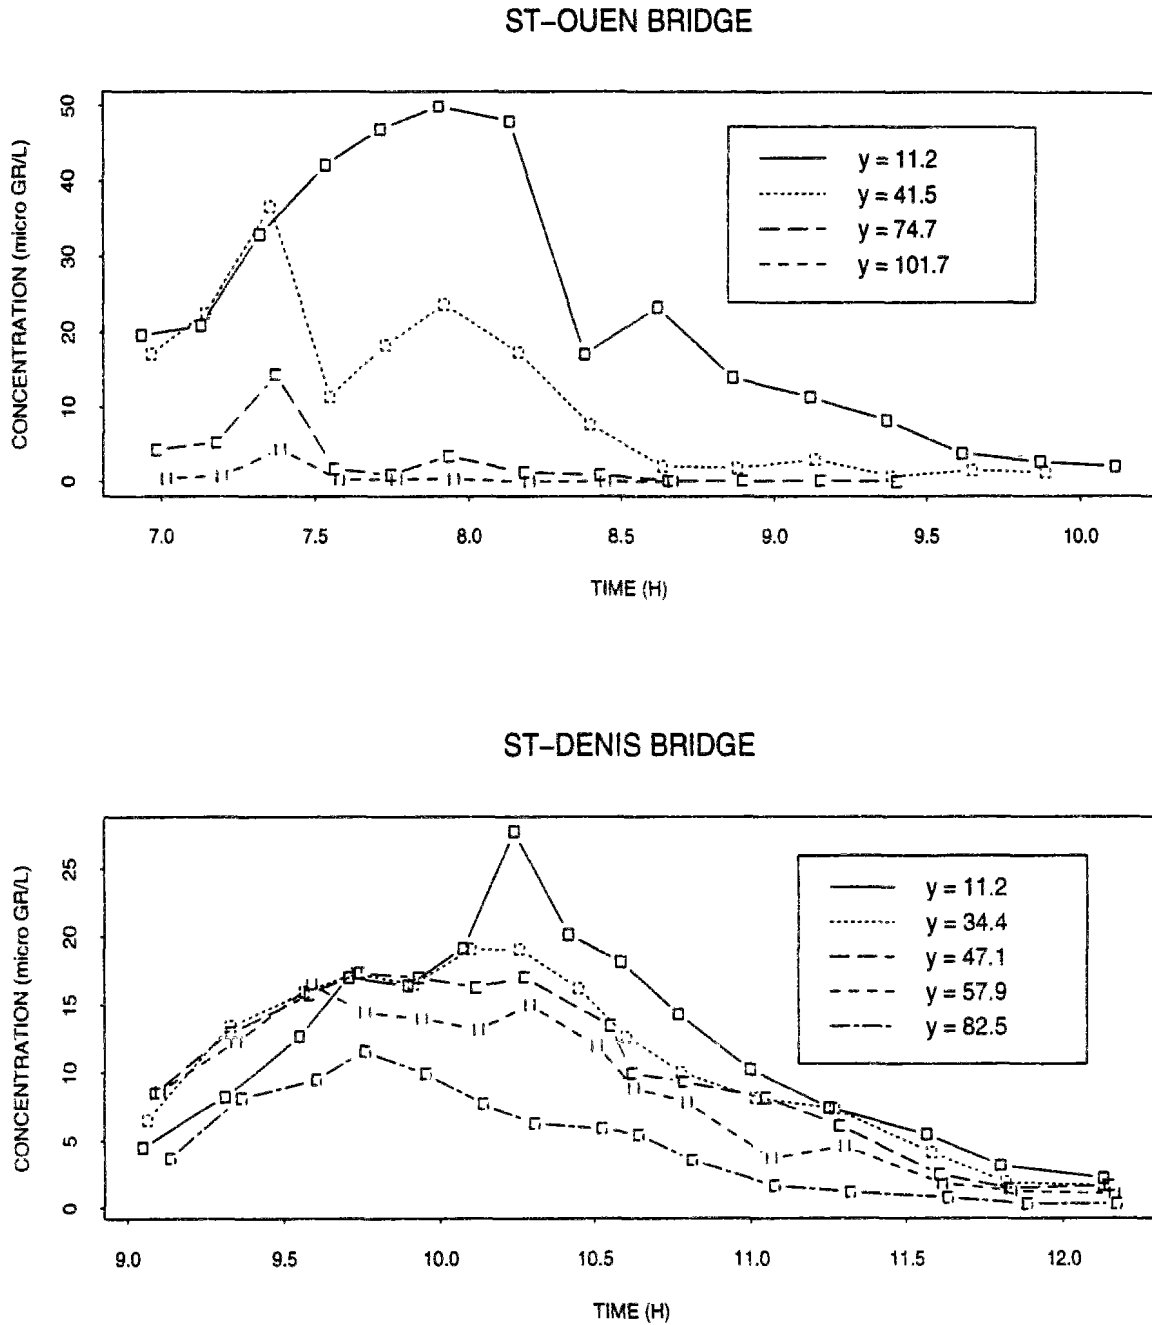 ST–OUEN BRIDGE
CONCENTRATION (micro GR/L)
50
40
30
20
10
0
y = 11.2
y = 41.5
y = 74.7
y = 101.7
7.0 7.5 8.0 8.5 9.0 9.5 10.0
TIME (H)
ST–DENIS BRIDGE
CONCENTRATION (micro GR/L)
25
20
15
10
5
0
y = 11.2
y = 34.4
y = 47.1
y = 57.9
y = 82.5
9.0 9.5 10.0 10.5 11.0 11.5 12.0
TIME (H)